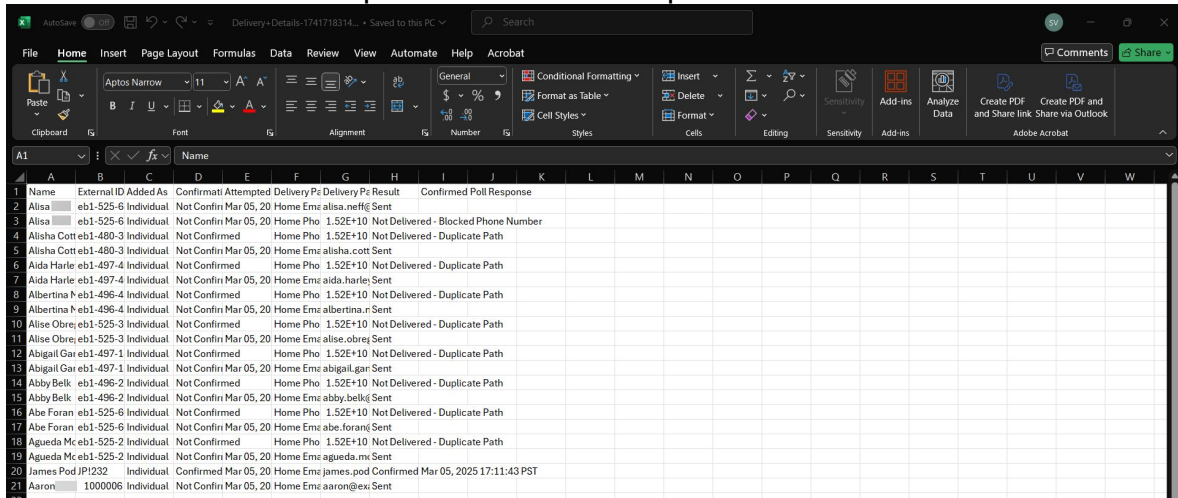 AutoSave Off Delivery+Details-1741718314... • Saved to this PC Search SV
File Home Insert Page Layout Formulas Data Review View Automate Help Acrobat Comments Share
Paste Aptos Narrow 11 A^ A˅ ab General Conditional Formatting Insert Σ Sensitivity Add-ins Analyze Data Create PDF and Share link Create PDF and Share via Outlook
B I U A $ % 9 Format as Table Delete
Cell Styles Format
Clipboard Font Alignment Number Styles Cells Editing Sensitivity Add-ins Adobe Acrobat
A1 fx Name
A B C D E F G H I J K L M N O P Q R S T U V W
1 Name External ID Added As Confirmati Attempted Delivery Pa Delivery Pa Result Confirmed Poll Response
2 Alisa eb1-525-6 Individual Not Confir Mar 05, 20 Home Ema alisa.neff@ Sent
3 Alisa eb1-525-6 Individual Not Confirmed Home Pho 1.52E+10 Not Delivered - Blocked Phone Number
4 Alisha Cott eb1-480-3 Individual Not Confirmed Home Pho 1.52E+10 Not Delivered - Duplicate Path
5 Alisha Cott eb1-480-3 Individual Not Confir Mar 05, 20 Home Ema alisha.cott Sent
6 Aida Harle eb1-497-4 Individual Not Confirmed Home Pho 1.52E+10 Not Delivered - Duplicate Path
7 Aida Harle eb1-497-4 Individual Not Confir Mar 05, 20 Home Ema aida.harley Sent
8 Albertina M eb1-496-4 Individual Not Confirmed Home Pho 1.52E+10 Not Delivered - Duplicate Path
9 Albertina M eb1-496-4 Individual Not Confir Mar 05, 20 Home Ema albertina.n Sent
10 Alise Obre eb1-525-3 Individual Not Confirmed Home Pho 1.52E+10 Not Delivered - Duplicate Path
11 Alise Obre eb1-525-3 Individual Not Confir Mar 05, 20 Home Ema alise.obreg Sent
12 Abigail Gar eb1-497-1 Individual Not Confirmed Home Pho 1.52E+10 Not Delivered - Duplicate Path
13 Abigail Gar eb1-497-1 Individual Not Confir Mar 05, 20 Home Ema abigail.gar Sent
14 Abby Belk eb1-496-2 Individual Not Confirmed Home Pho 1.52E+10 Not Delivered - Duplicate Path
15 Abby Belk eb1-496-2 Individual Not Confir Mar 05, 20 Home Ema abby.belk@ Sent
16 Abe Foran eb1-525-6 Individual Not Confirmed Home Pho 1.52E+10 Not Delivered - Duplicate Path
17 Abe Foran eb1-525-6 Individual Not Confir Mar 05, 20 Home Ema abe.foran@ Sent
18 Agueda Mc eb1-525-2 Individual Not Confirmed Home Pho 1.52E+10 Not Delivered - Duplicate Path
19 Agueda Mc eb1-525-2 Individual Not Confir Mar 05, 20 Home Ema agueda.mc Sent
20 James Pod JP!232 Individual Confirmed Mar 05, 20 Home Ema james.pod Confirmed Mar 05, 2025 17:11:43 PST
21 Aaron 1000006 Individual Not Confir Mar 05, 20 Home Ema aaron@exa Sent